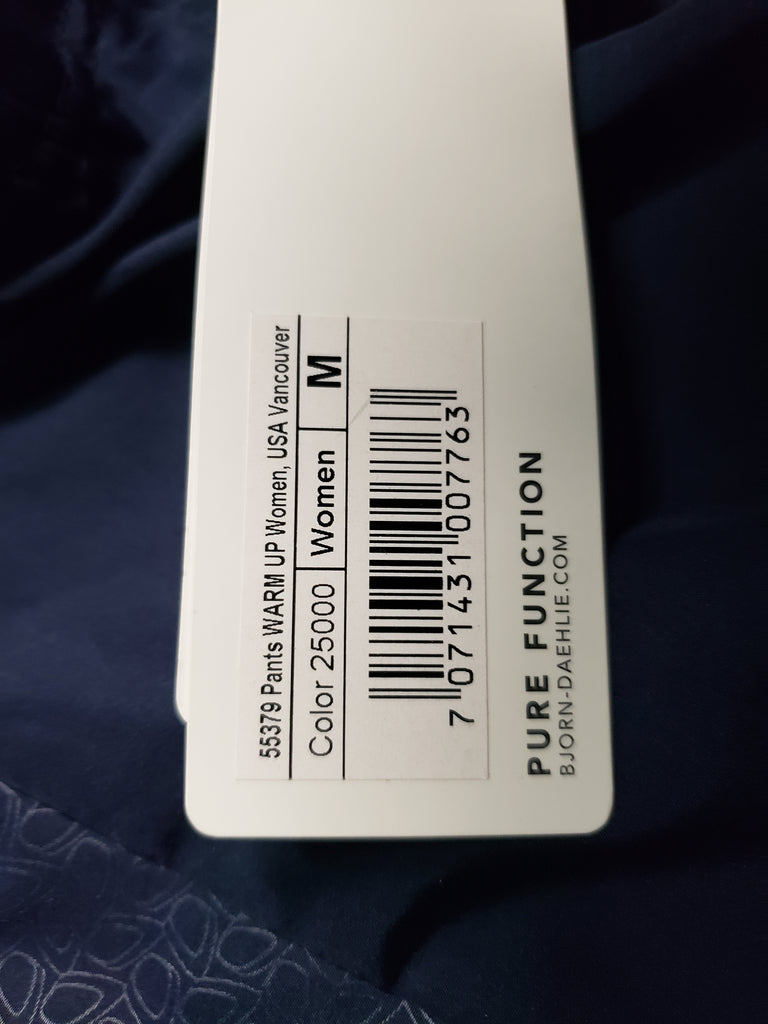 55379 Pants WARM UP Women, USA Vancouver
Color 25000 Women M
7 071431 007763
PURE FUNCTION
BJORN-DAEHLIE.COM